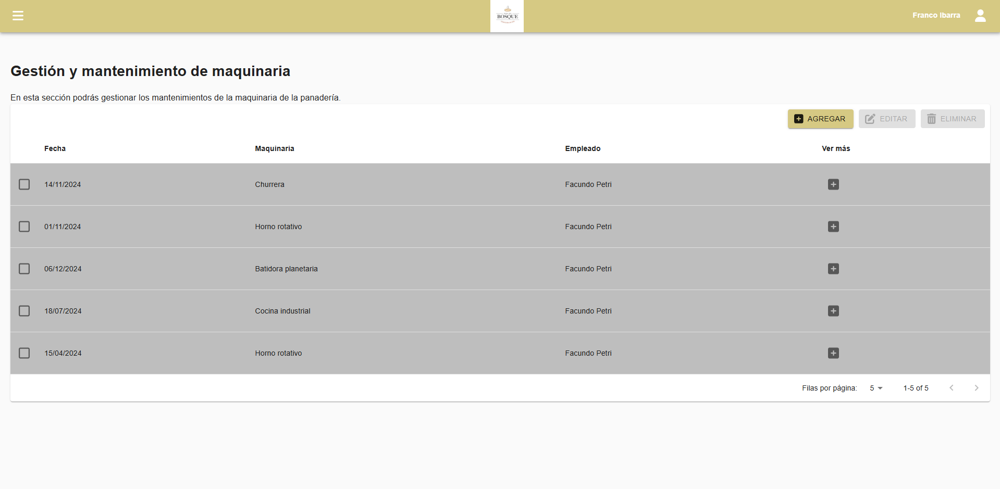 BOSQUE
Franco Ibarra
Gestión y mantenimiento de maquinaria
En esta sección podrás gestionar los mantenimientos de la maquinaria de la panadería.
AGREGAR EDITAR ELIMINAR
Fecha Maquinaria Empleado Ver más
14/11/2024 Churrera Facundo Petri
01/11/2024 Horno rotativo Facundo Petri
06/12/2024 Batidora planetaria Facundo Petri
18/07/2024 Cocina industrial Facundo Petri
15/04/2024 Horno rotativo Facundo Petri
Filas por página: 5 1-5 of 5